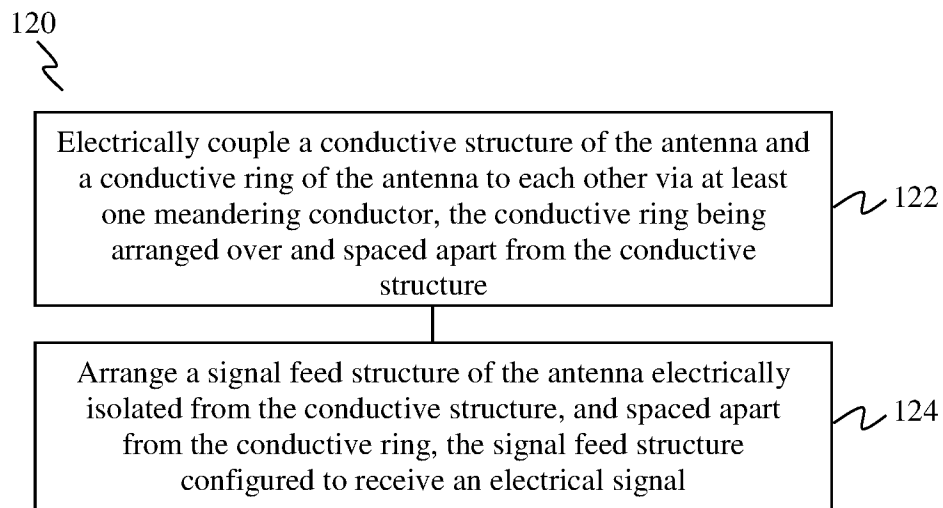 120
Electrically couple a conductive structure of the antenna and
a conductive ring of the antenna to each other via at least
one meandering conductor, the conductive ring being
arranged over and spaced apart from the conductive
structure
122
Arrange a signal feed structure of the antenna electrically
isolated from the conductive structure, and spaced apart
from the conductive ring, the signal feed structure
configured to receive an electrical signal
124